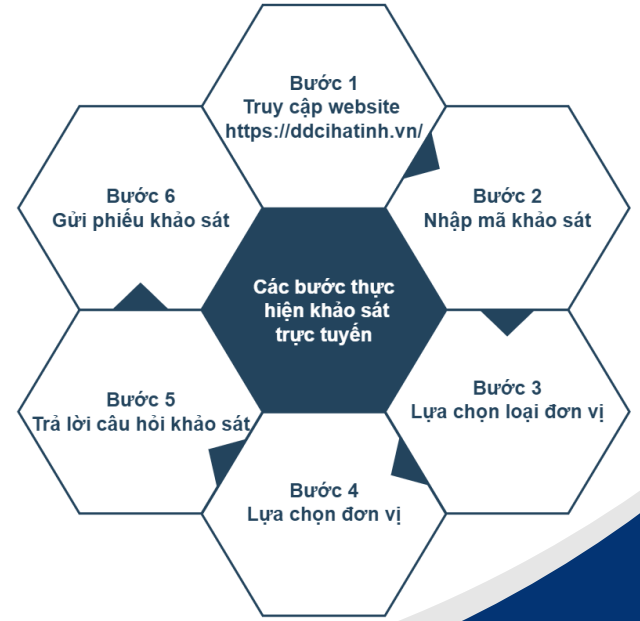 Bước 1
Truy cập website
https://ddcihatinh.vn/
Bước 2
Nhập mã khảo sát
Bước 3
Lựa chọn loại đơn vị
Bước 4
Lựa chọn đơn vị
Bước 5
Trả lời câu hỏi khảo sát
Bước 6
Gửi phiếu khảo sát
Các bước thực
hiện khảo sát
trực tuyến